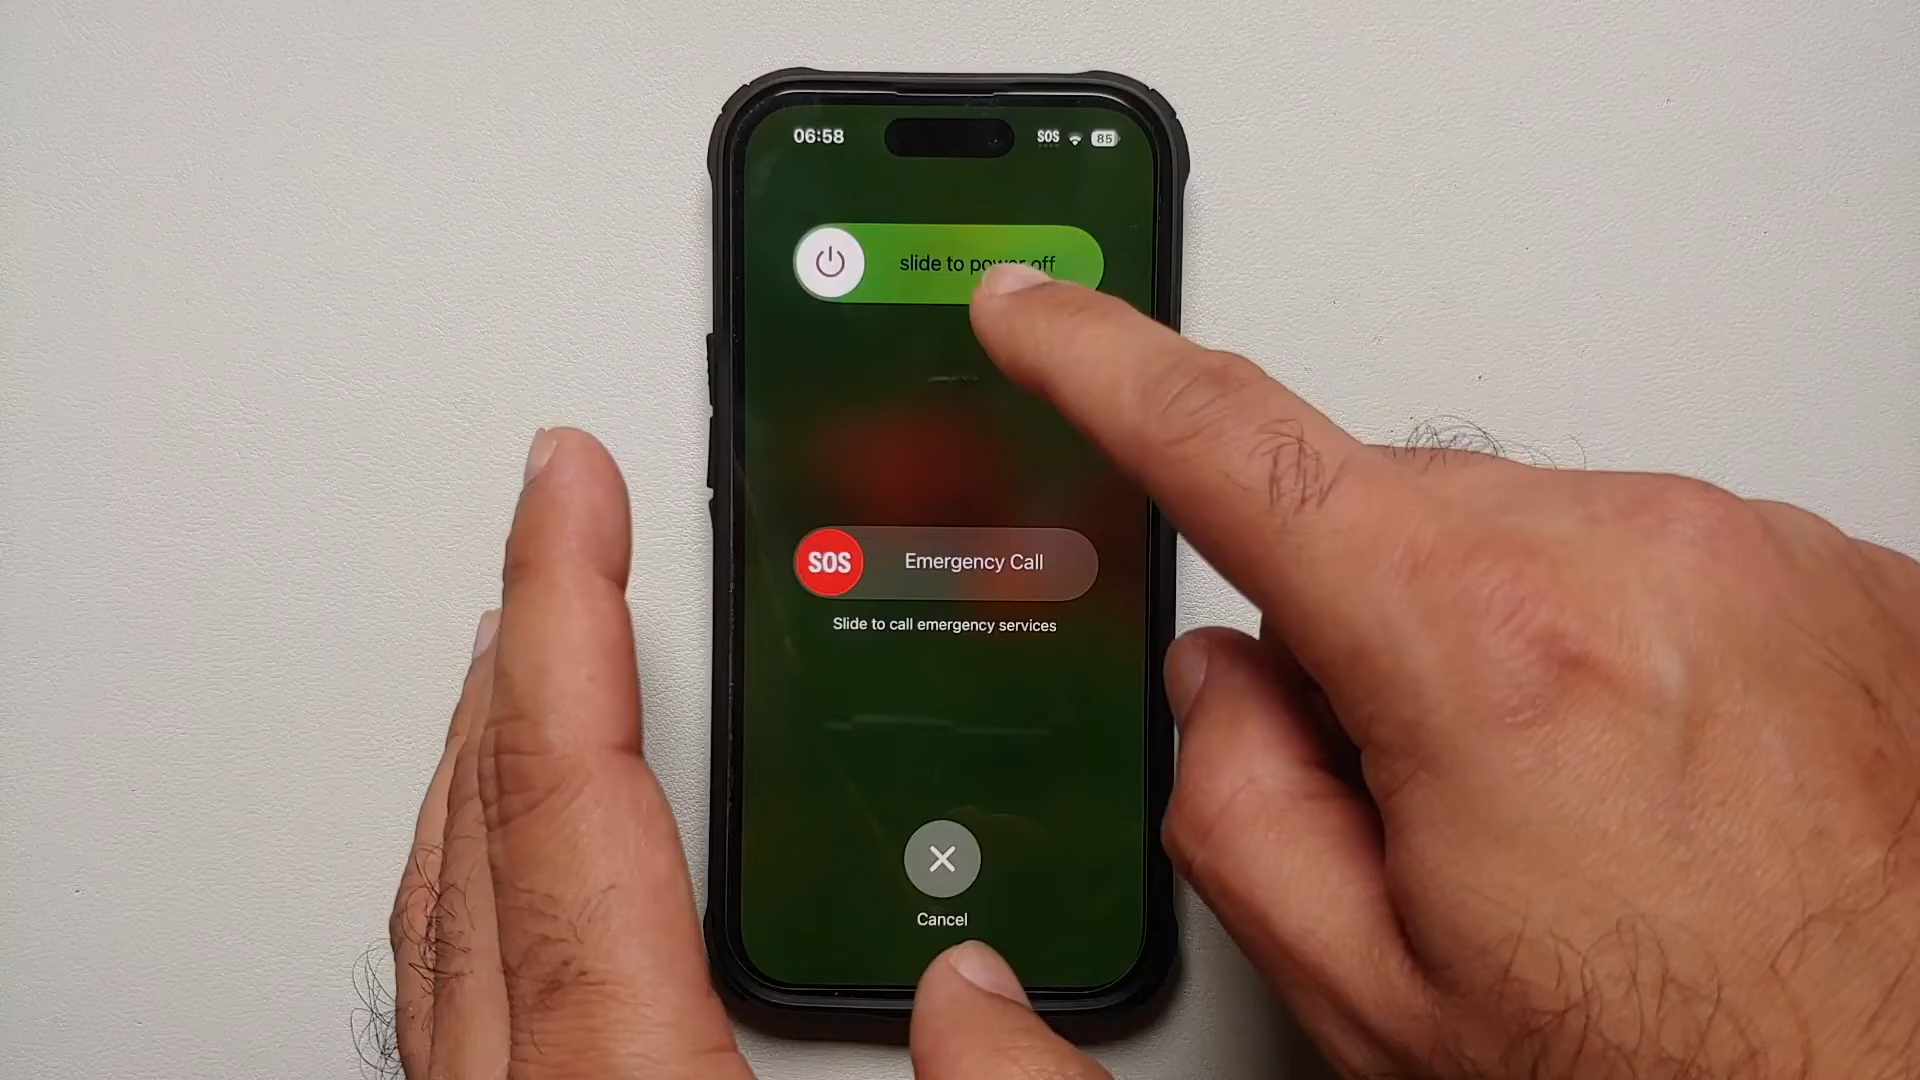 06:58
SOS
85
slide to power off
SOS
Emergency Call
Slide to call emergency services
Cancel